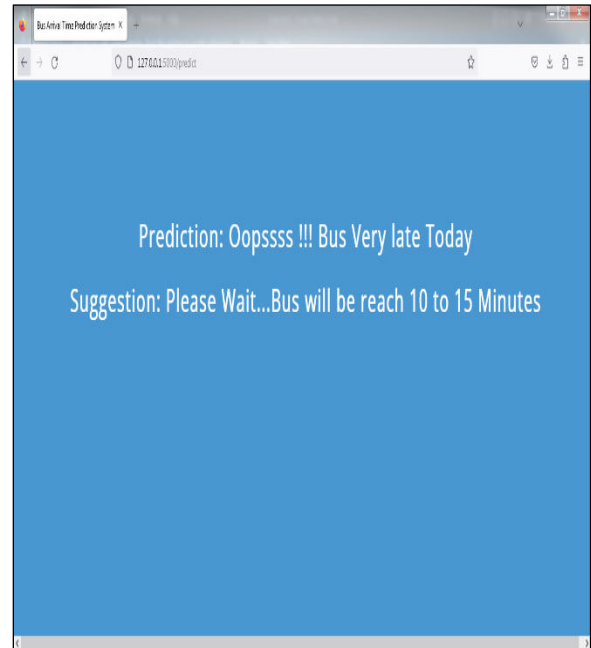 Bus Arrival Time Prediction System
127.0.0.1:5000/predict
Prediction: Oopssss !!! Bus Very late Today
Suggestion: Please Wait...Bus will be reach 10 to 15 Minutes